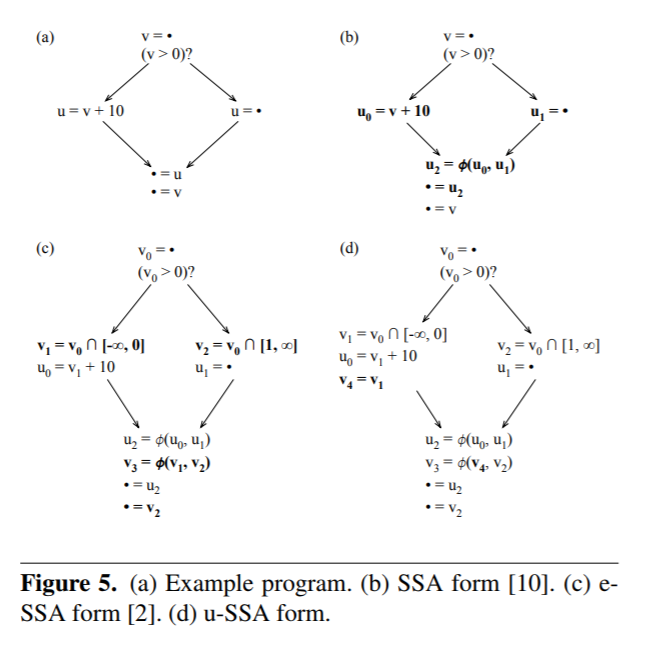 (a)
v = •
(v > 0)?
u = v + 10
u = •
• = u
• = v
(b)
v = •
(v > 0)?
u₀ = v + 10
u₁ = •
u₂ = ϕ(u₀, u₁)
• = u₂
• = v
(c)
v₀ = •
(v₀ > 0)?
v₁ = v₀ ∩ [-∞, 0]
u₀ = v₁ + 10
v₂ = v₀ ∩ [1, ∞]
u₁ = •
u₂ = ϕ(u₀, u₁)
v₃ = ϕ(v₁, v₂)
• = u₂
• = v₂
(d)
v₀ = •
(v₀ > 0)?
v₁ = v₀ ∩ [-∞, 0]
u₀ = v₁ + 10
v₄ = v₁
v₂ = v₀ ∩ [1, ∞]
u₁ = •
u₂ = ϕ(u₀, u₁)
v₃ = ϕ(v₄, v₂)
• = u₂
• = v₂
Figure 5. (a) Example program. (b) SSA form [10]. (c) e-
SSA form [2]. (d) u-SSA form.